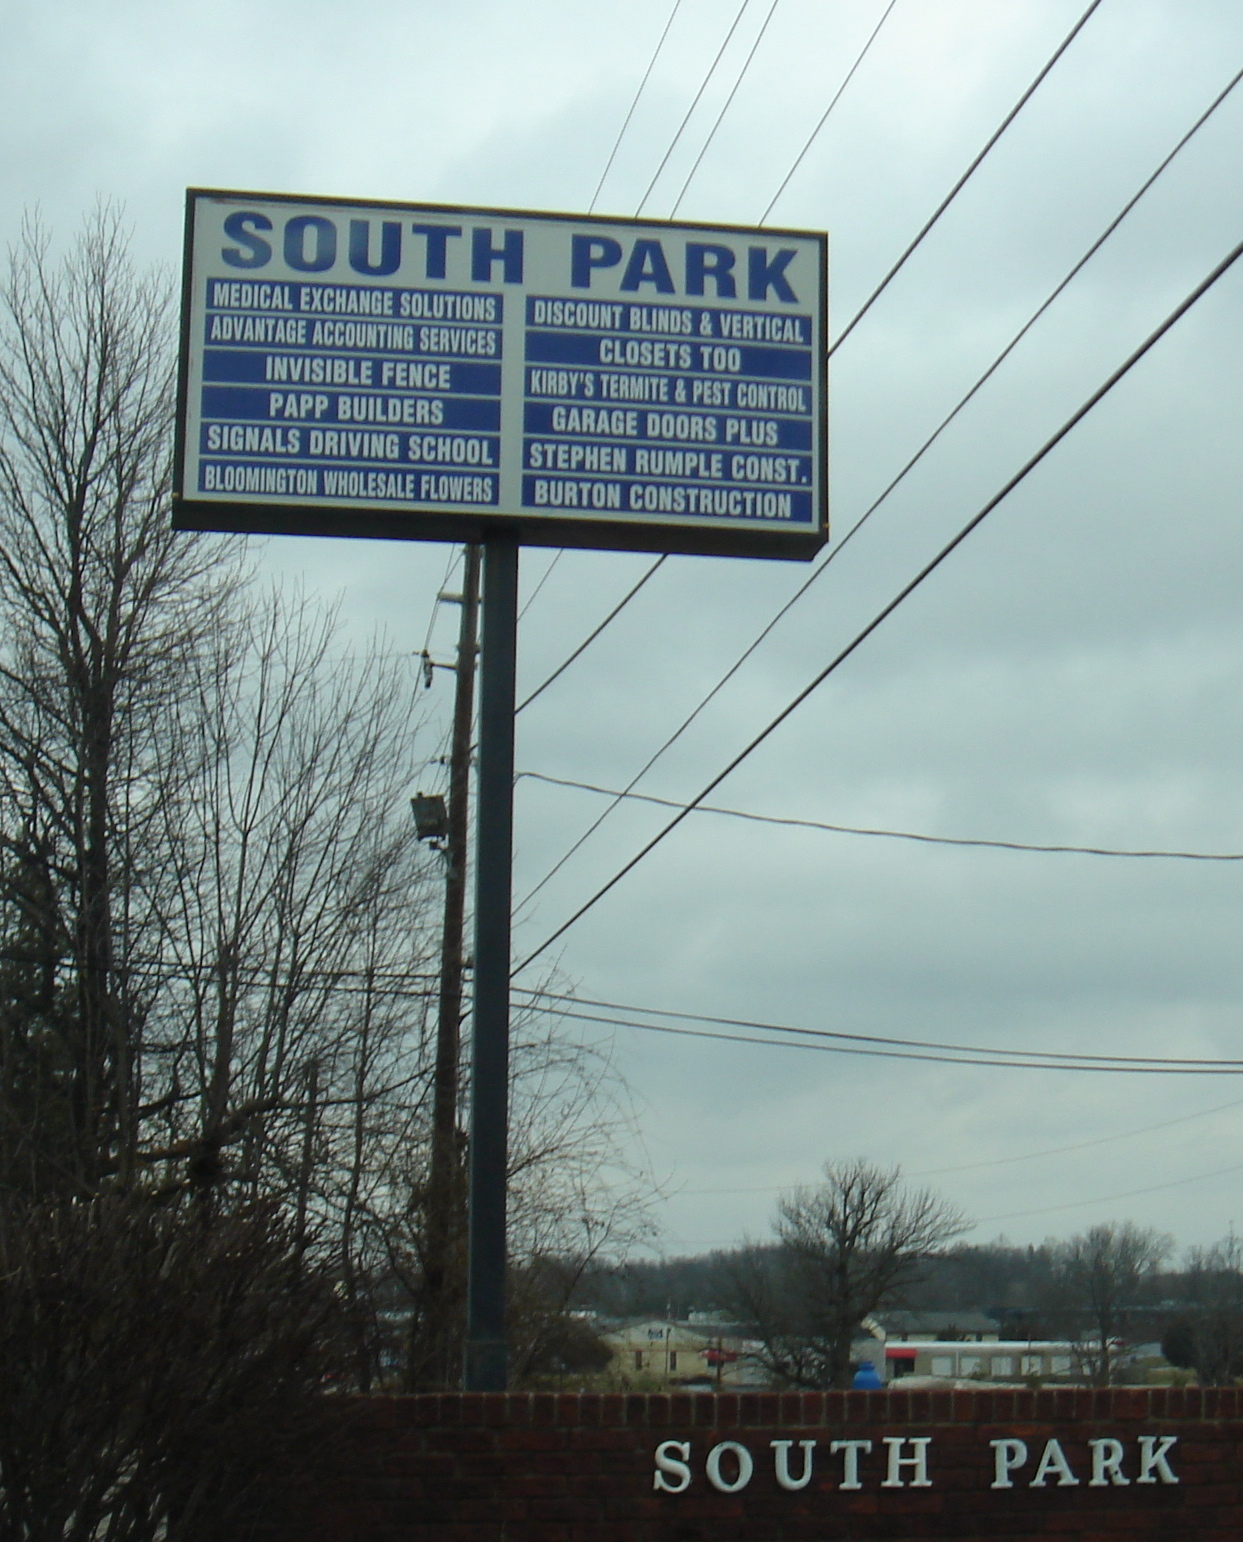 SOUTH PARK
MEDICAL EXCHANGE SOLUTIONS
ADVANTAGE ACCOUNTING SERVICES
INVISIBLE FENCE
PAPP BUILDERS
SIGNALS DRIVING SCHOOL
BLOOMINGTON WHOLESALE FLOWERS
DISCOUNT BLINDS & VERTICAL
CLOSETS TOO
KIRBY'S TERMITE & PEST CONTROL
GARAGE DOORS PLUS
STEPHEN RUMPLE CONST.
BURTON CONSTRUCTION
SOUTH PARK